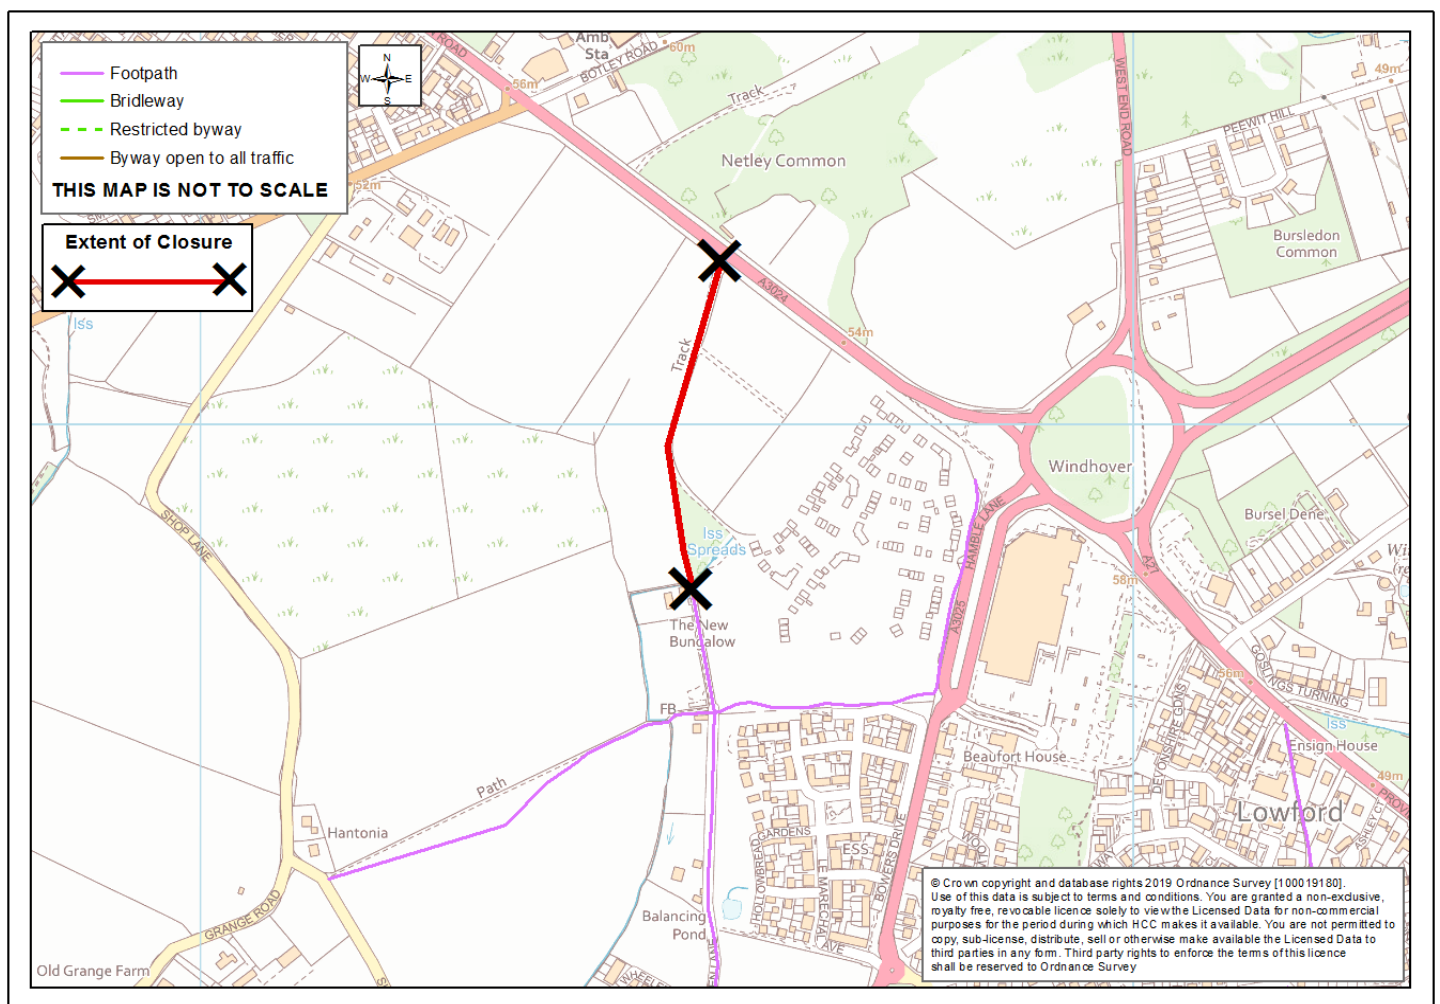 Footpath
Bridleway
Restricted byway
Byway open to all traffic
THIS MAP IS NOT TO SCALE
N
W E
S
Extent of Closure
ROAD
Amb
Sta
BOTLEY ROAD
60m
56m
52m
Track
Netley Common
WEST END ROAD
PEEWIT HILL
49m
Bursledon
Common
A3024
54m
Track
Iss
Windhover
Bursel Dene
SHOP LANE
Iss
Spreads
HAMBLE LANE
A3025
A27
58m
The New
Bungalow
FB
GOSLINGS TURNING
56m
DEVONSHIRE GDNS
Iss
Ensign House
49m
Beaufort House
Path
Hantonia
Lowford
ASHLEY CT
HOLLOWBREAD GARDENS
ESS
LE MARECHAL AVE
BOWERS DRIVE
GRANGE ROAD
Balancing
Pond
Old Grange Farm
© Crown copyright and database rights 2019 Ordnance Survey [100019180].
Use of this data is subject to terms and conditions. You are granted a non-exclusive,
royalty free, revocable licence solely to view the Licensed Data for non-commercial
purposes for the period during which HCC makes it available. You are not permitted to
copy, sub-license, distribute, sell or otherwise make available the Licensed Data to
third parties in any form. Third party rights to enforce the terms of this licence
shall be reserved to Ordnance Survey